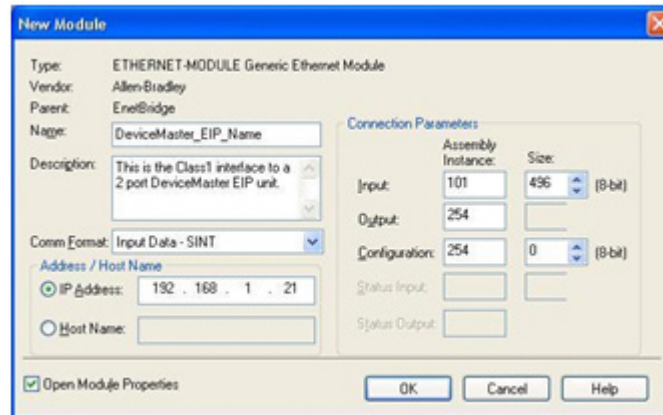 New Module
Type: ETHERNET-MODULE Generic Ethernet Module
Vendor: Allen-Bradley
Parent: EnetBridge
Name: DeviceMaster_EIP_Name
Description: This is the Class1 interface to a
2 port DeviceMaster EIP unit.
Comm Format: Input Data - SINT
Address / Host Name
IP Address: 192 . 168 . 1 . 21
Host Name:
Connection Parameters
Assembly
Instance: Size:
Input: 101 496 (8-bit)
Output: 254
Configuration: 254 0 (8-bit)
Status Input:
Status Output:
Open Module Properties
OK Cancel Help